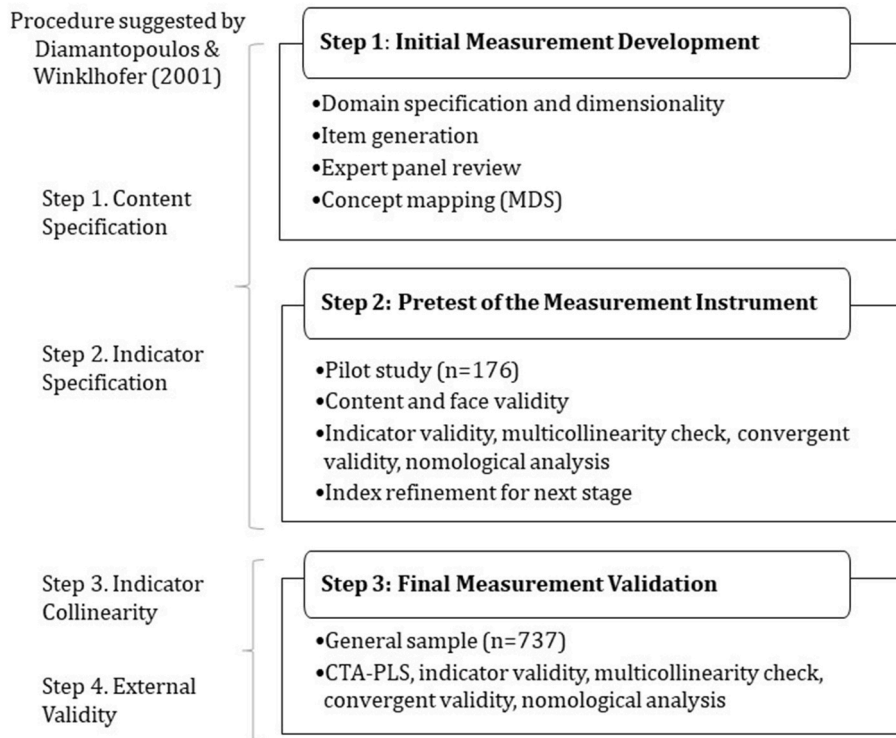 Procedure suggested by
Diamantopoulos &
Winklhofer (2001)
Step 1. Content
Specification
Step 2. Indicator
Specification
Step 3. Indicator
Collinearity
Step 4. External
Validity
Step 1: Initial Measurement Development
•Domain specification and dimensionality
•Item generation
•Expert panel review
•Concept mapping (MDS)
Step 2: Pretest of the Measurement Instrument
•Pilot study (n=176)
•Content and face validity
•Indicator validity, multicollinearity check, convergent
validity, nomological analysis
•Index refinement for next stage
Step 3: Final Measurement Validation
•General sample (n=737)
•CTA-PLS, indicator validity, multicollinearity check,
convergent validity, nomological analysis